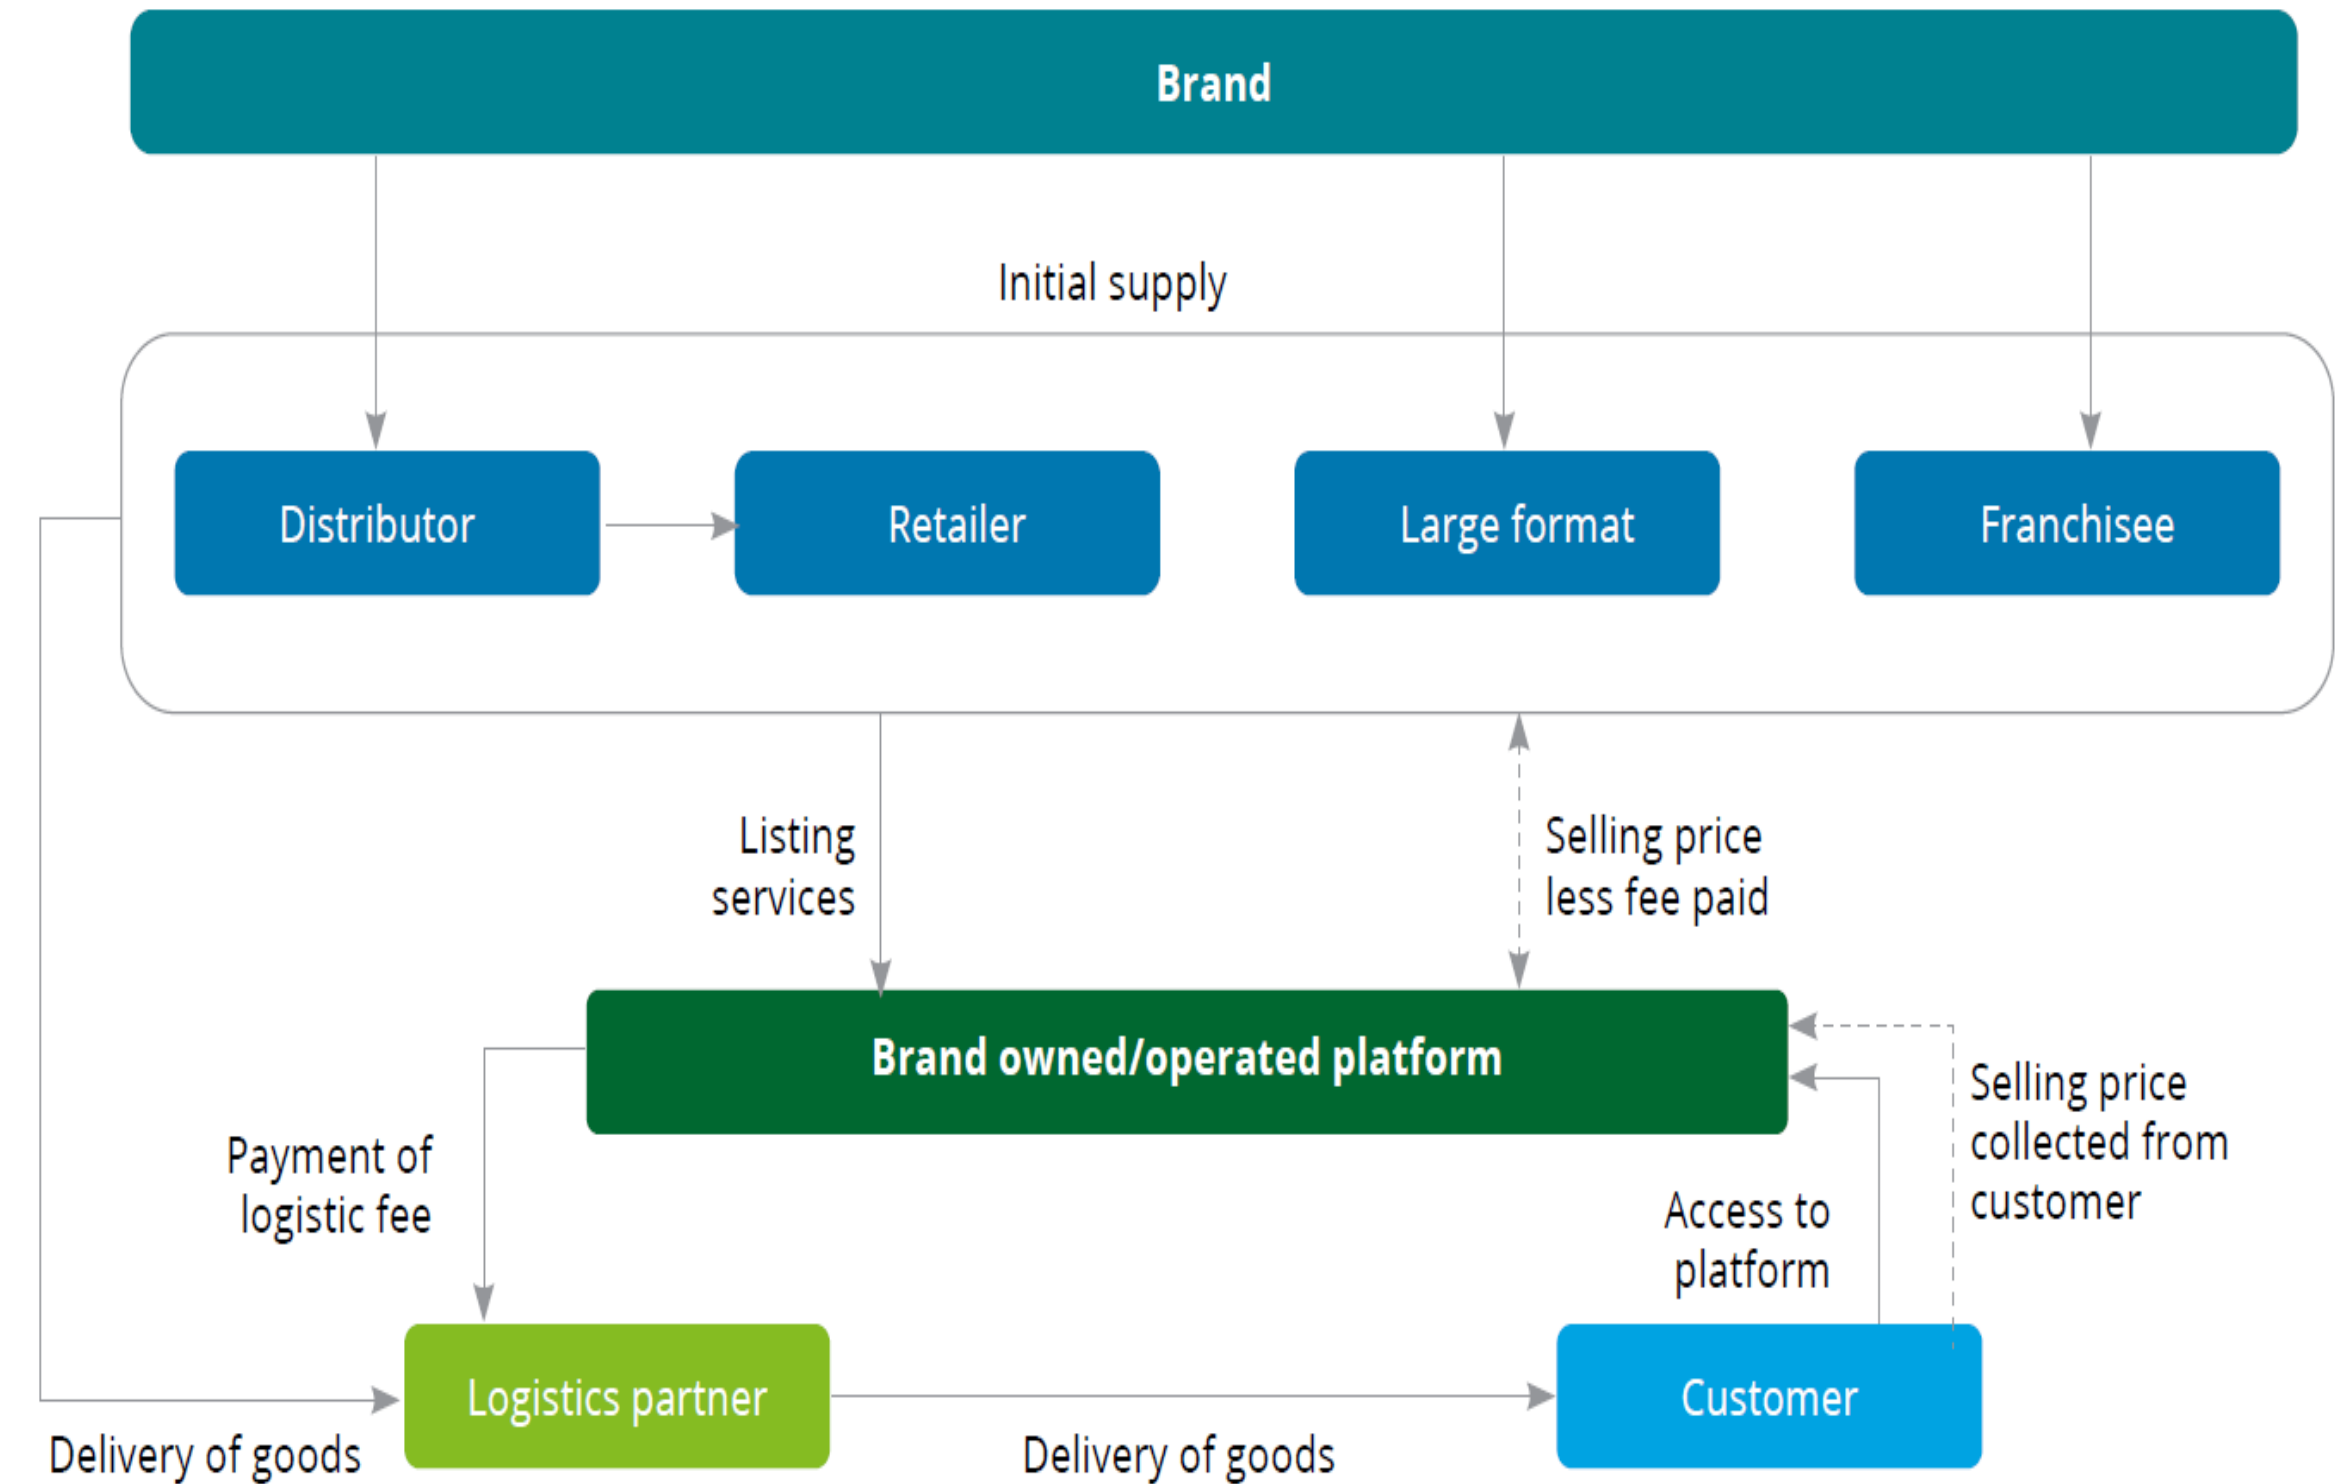 Brand
Initial supply
Distributor
Retailer
Large format
Franchisee
Listing
services
Selling price
less fee paid
Brand owned/operated platform
Selling price
collected from
customer
Payment of
logistic fee
Access to
platform
Logistics partner
Customer
Delivery of goods
Delivery of goods